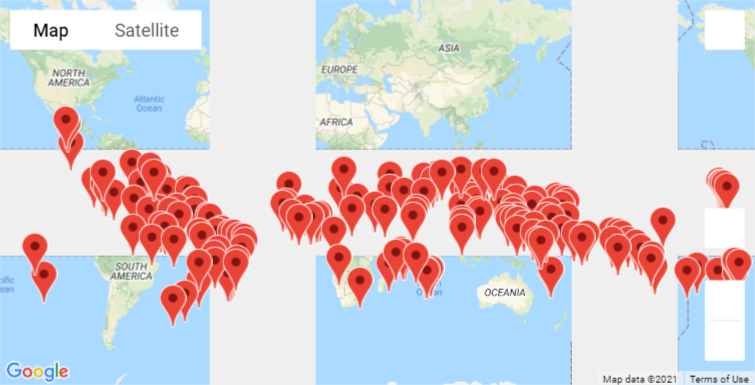 Map
Satellite
NORTH
AMERICA
Atlantic
Ocean
EUROPE
ASIA
AFRICA
SOUTH
AMERICA
OCEANIA
Google
Map data ©2021
Terms of Use